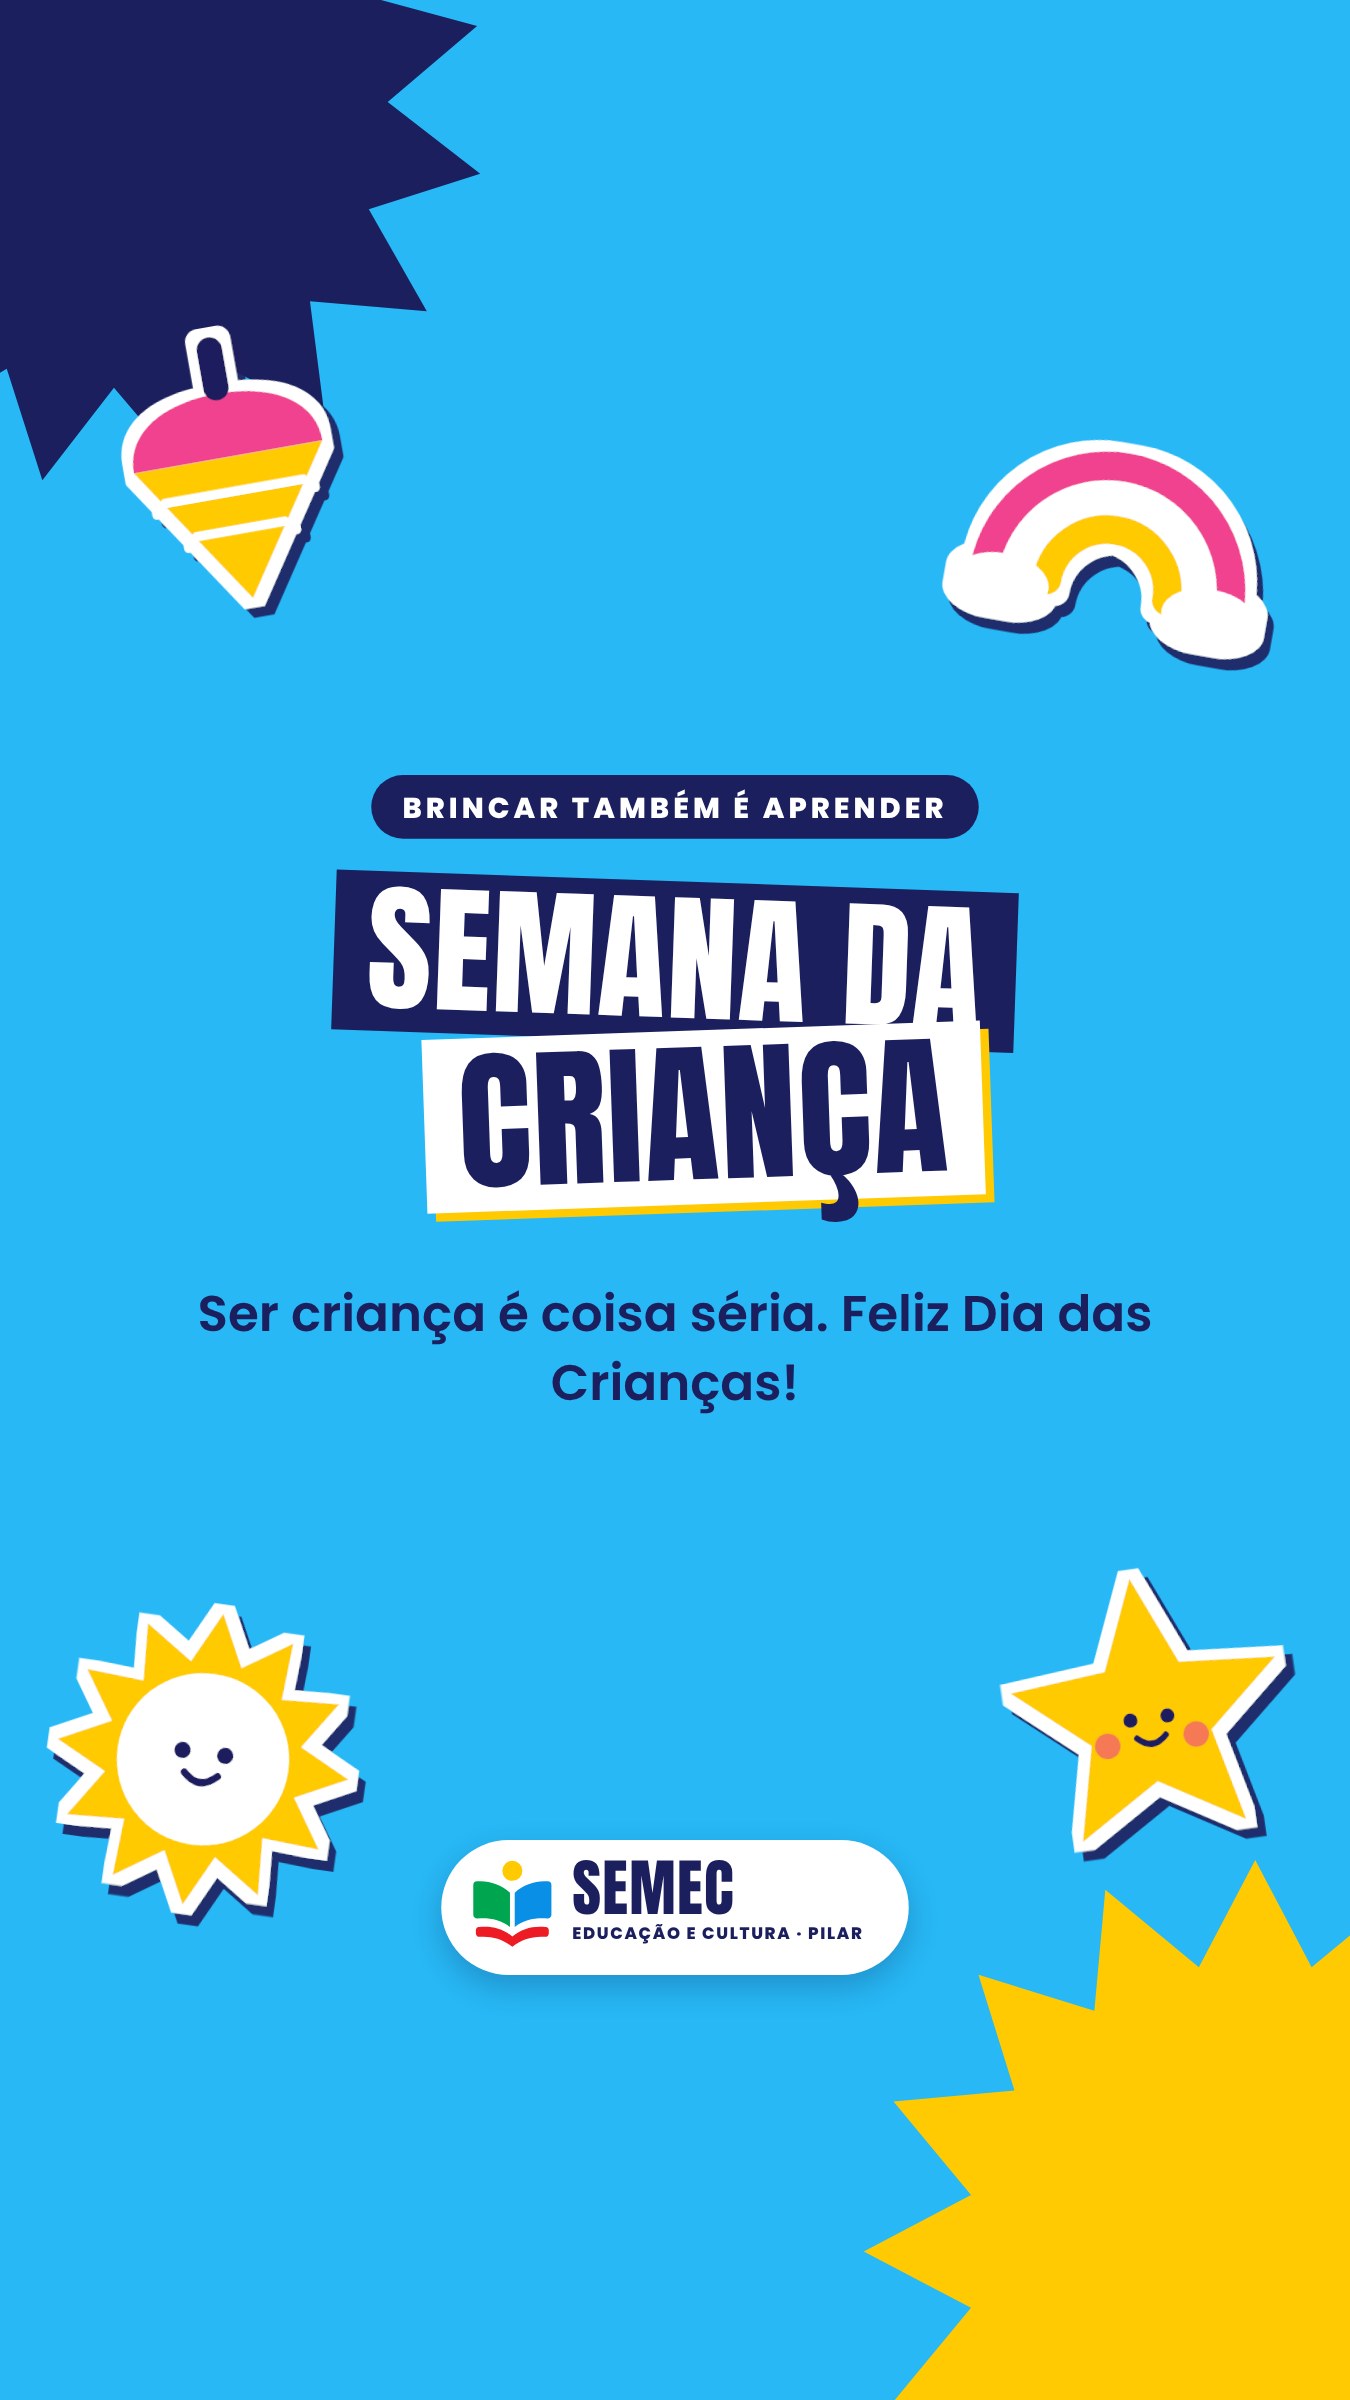 BRINCAR TAMBÉM É APRENDER
SEMANA DA
CRIANÇA
Ser criança é coisa séria. Feliz Dia das
Crianças!
SEMEC
EDUCAÇÃO E CULTURA · PILAR